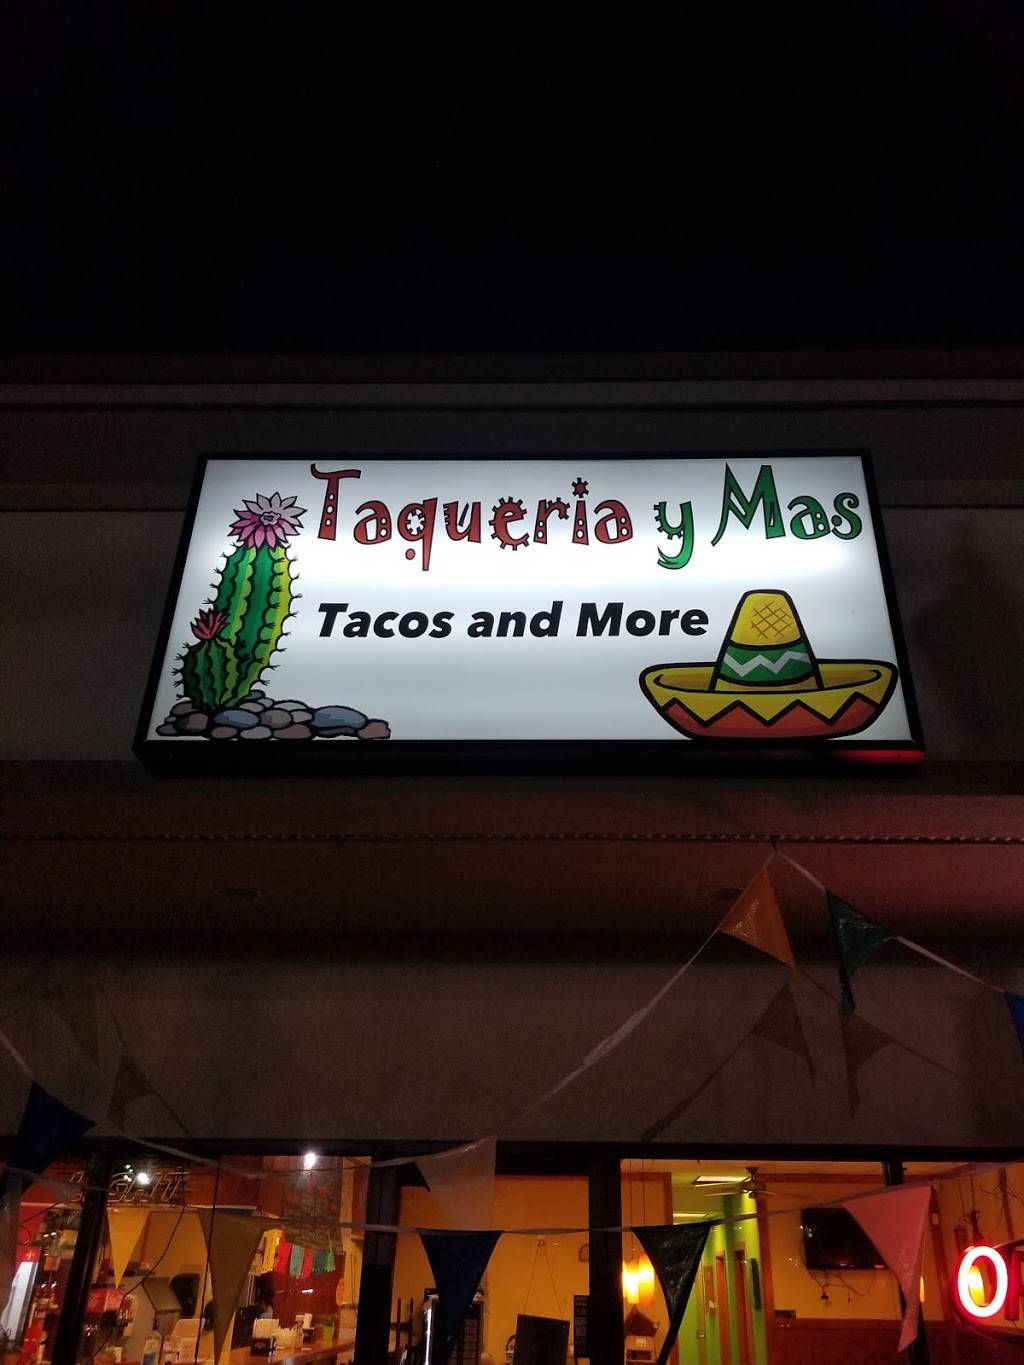 Taqueria y Mas
Tacos and More
O